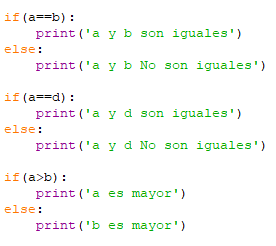 if(a==b):
    print('a y b son iguales')
else:
    print('a y b No son iguales')
if(a==d):
    print('a y d son iguales')
else:
    print('a y d No son iguales')
if(a>b):
    print('a es mayor')
else:
    print('b es mayor')